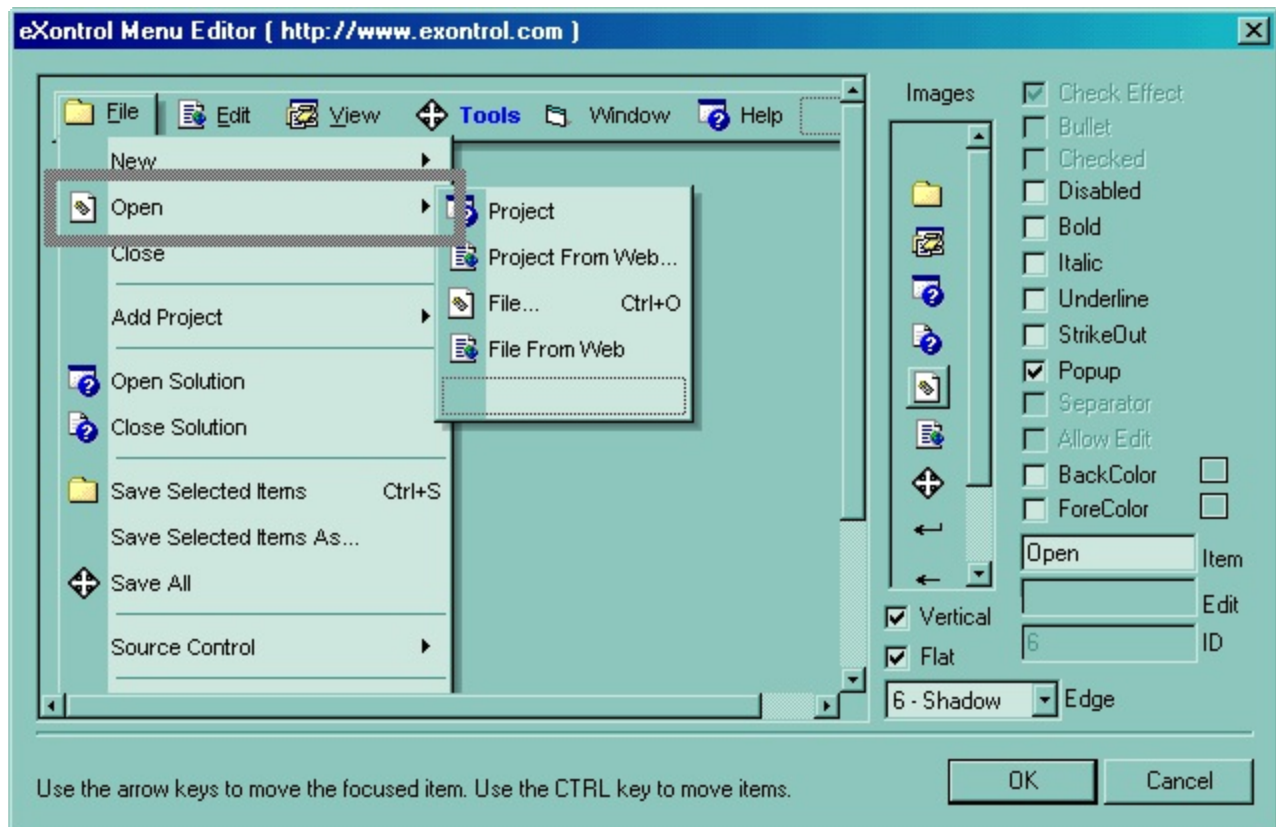 eXontrol Menu Editor ( http://www.exontrol.com )
File Edit View Tools Window Help
New
Open
Close
Add Project
Open Solution
Close Solution
Save Selected Items Ctrl+S
Save Selected Items As...
Save All
Source Control
Project
Project From Web...
File... Ctrl+O
File From Web
Images
Check Effect
Bullet
Checked
Disabled
Bold
Italic
Underline
StrikeOut
Popup
Separator
Allow Edit
BackColor
ForeColor
Open Item
Edit
6 ID
Vertical
Flat
6 - Shadow Edge
Use the arrow keys to move the focused item. Use the CTRL key to move items.
OK Cancel